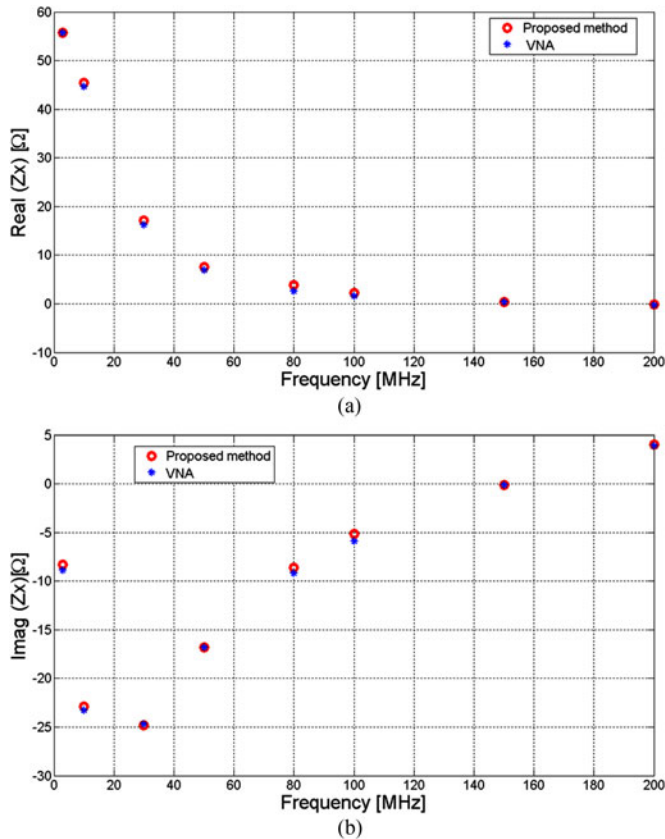 60
50
40
30
20
10
0
-10
Real (Zx) [Ω]
Proposed method
VNA
0 20 40 60 80 100 120 140 160 180 200
Frequency [MHz]
(a)
5
0
-5
-10
-15
-20
-25
-30
Imag (Zx)[Ω]
Proposed method
VNA
0 20 40 60 80 100 120 140 160 180 200
Frequency [MHz]
(b)